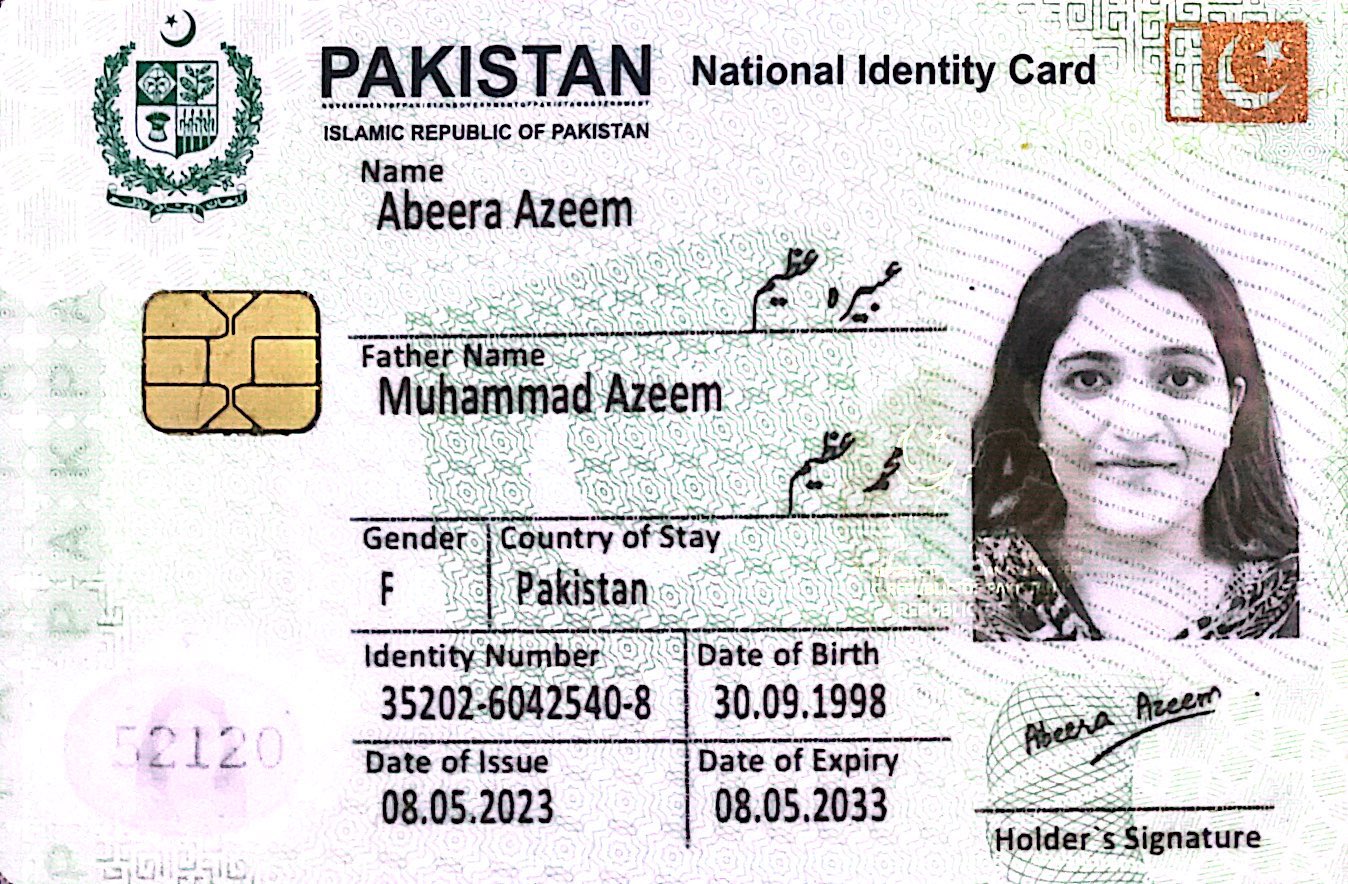 PAKISTAN National Identity Card
ISLAMIC REPUBLIC OF PAKISTAN
Name
Abeera Azeem
عبیرہ عظیم
Father Name
Muhammad Azeem
محمد عظیم
Gender Country of Stay
F Pakistan
Identity Number Date of Birth
35202-6042540-8 30.09.1998
Date of Issue Date of Expiry
08.05.2023 08.05.2033
52120
Abeera Azeem
Holder`s Signature